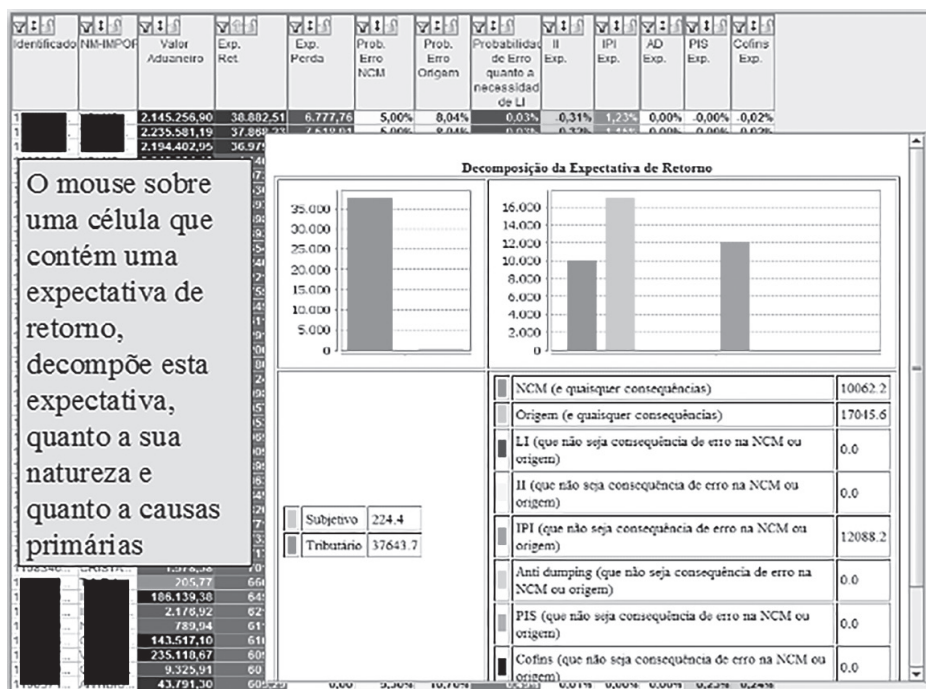 Identificado NM-IMPOF Valor Exp. Exp. Prob. Prob. Probabilidad II IPI AD PIS Cofins
Aduaneiro Ret. Perda Erro Erro de Erro Exp. Exp. Exp. Exp. Exp.
NCM Origem quanto a
necessidad
de LI
2.145.256,90 38.882,51 6.777,76 5,00% 8,04% 0,03% -0,31% 1,23% 0,00% -0,00% -0,02%
2.235.581,19
2.194.402,95 36.975
O mouse sobre
uma célula que
contém uma
expectativa de
retorno,
decompõe esta
expectativa,
quanto a sua
natureza e
quanto a causas
primárias
Decomposição da Expectativa de Retorno
35.000
30.000
25.000
20.000
15.000
10.000
5.000
0
16.000
14.000
12.000
10.000
8.000
6.000
4.000
2.000
0
Subjetivo 224.4
Tributário 37643.7
NCM (e quaisquer consequências) 10062.2
Origem (e quaisquer consequências) 17045.6
LI (que não seja consequência de erro na NCM ou
origem) 0.0
II (que não seja consequência de erro na NCM ou
origem) 0.0
IPI (que não seja consequência de erro na NCM ou
origem) 12088.2
Anti dumping (que não seja consequência de erro na
NCM ou origem) 0.0
PIS (que não seja consequência de erro na NCM ou
origem) 0.0
Cofins (que não seja consequência de erro na NCM ou
origem) 0.0
205,77
186.139,38
2.176,92
789,94
143.517,10
235.118,67
9.325,91
43.791,30